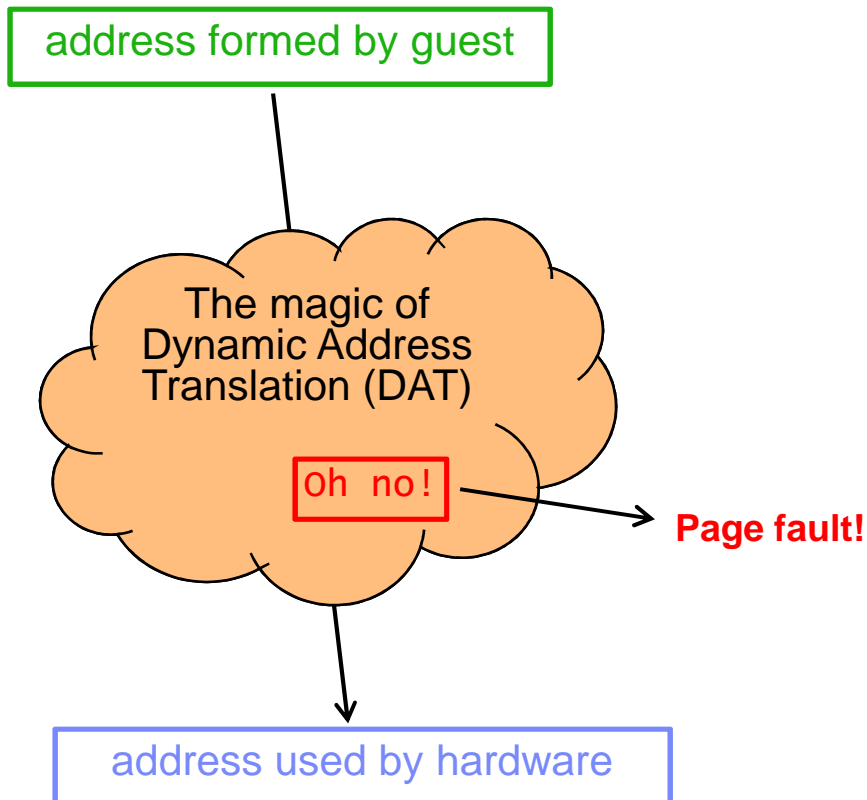 address formed by guest
The magic of
Dynamic Address
Translation (DAT)
Oh no!
Page fault!
address used by hardware